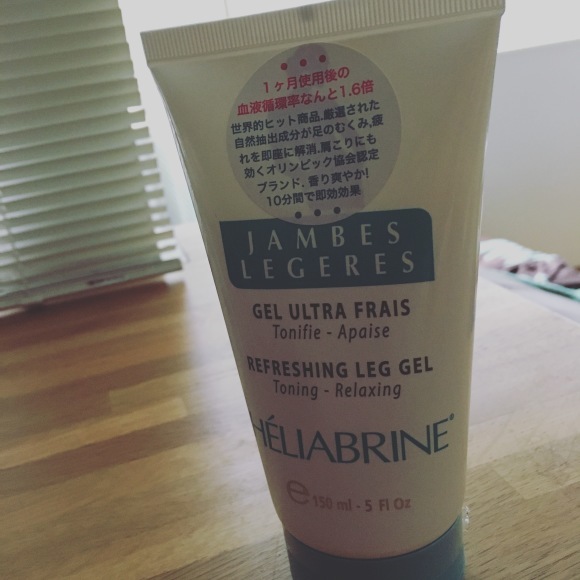 1ヶ月使用後の
血液循環率なんと1.6倍
世界的ヒット商品.厳選された
自然抽出成分が足のむくみ,疲
れを即座に解消.肩こりにも
効くオリンピック協会認定
ブランド. 香り爽やか!
10分間で即効効果
JAMBES
LEGERES
GEL ULTRA FRAIS
Tonifie - Apaise
REFRESHING LEG GEL
Toning - Relaxing
HÉLIABRINE®
e 150 ml - 5 Fl Oz